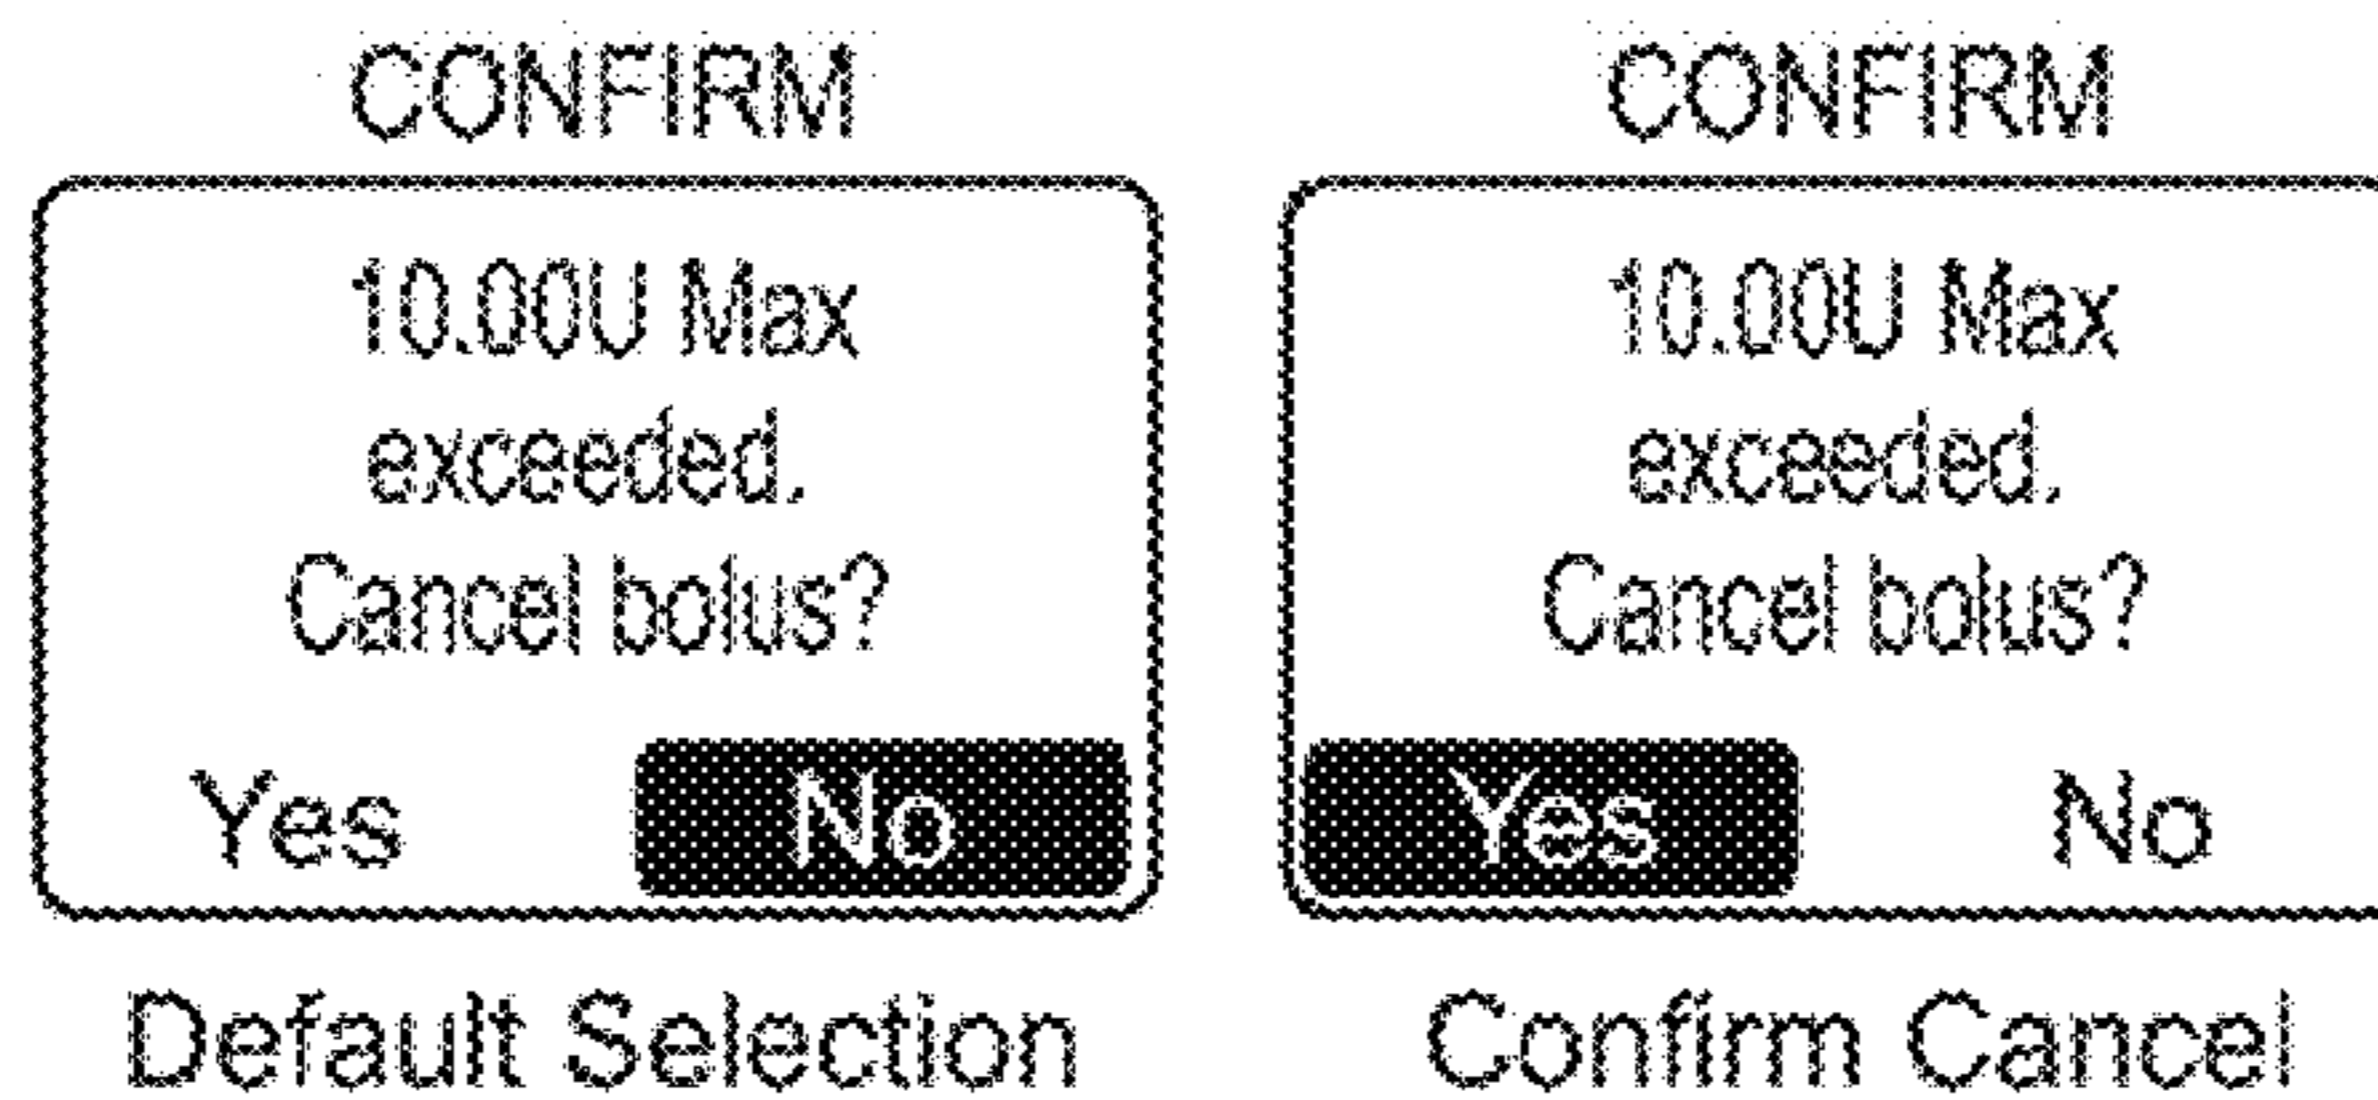 CONFIRM
10.00U Max
exceeded.
Cancel bolus?
Yes No
Default Selection
CONFIRM
10.00U Max
exceeded.
Cancel bolus?
Yes No
Confirm Cancel